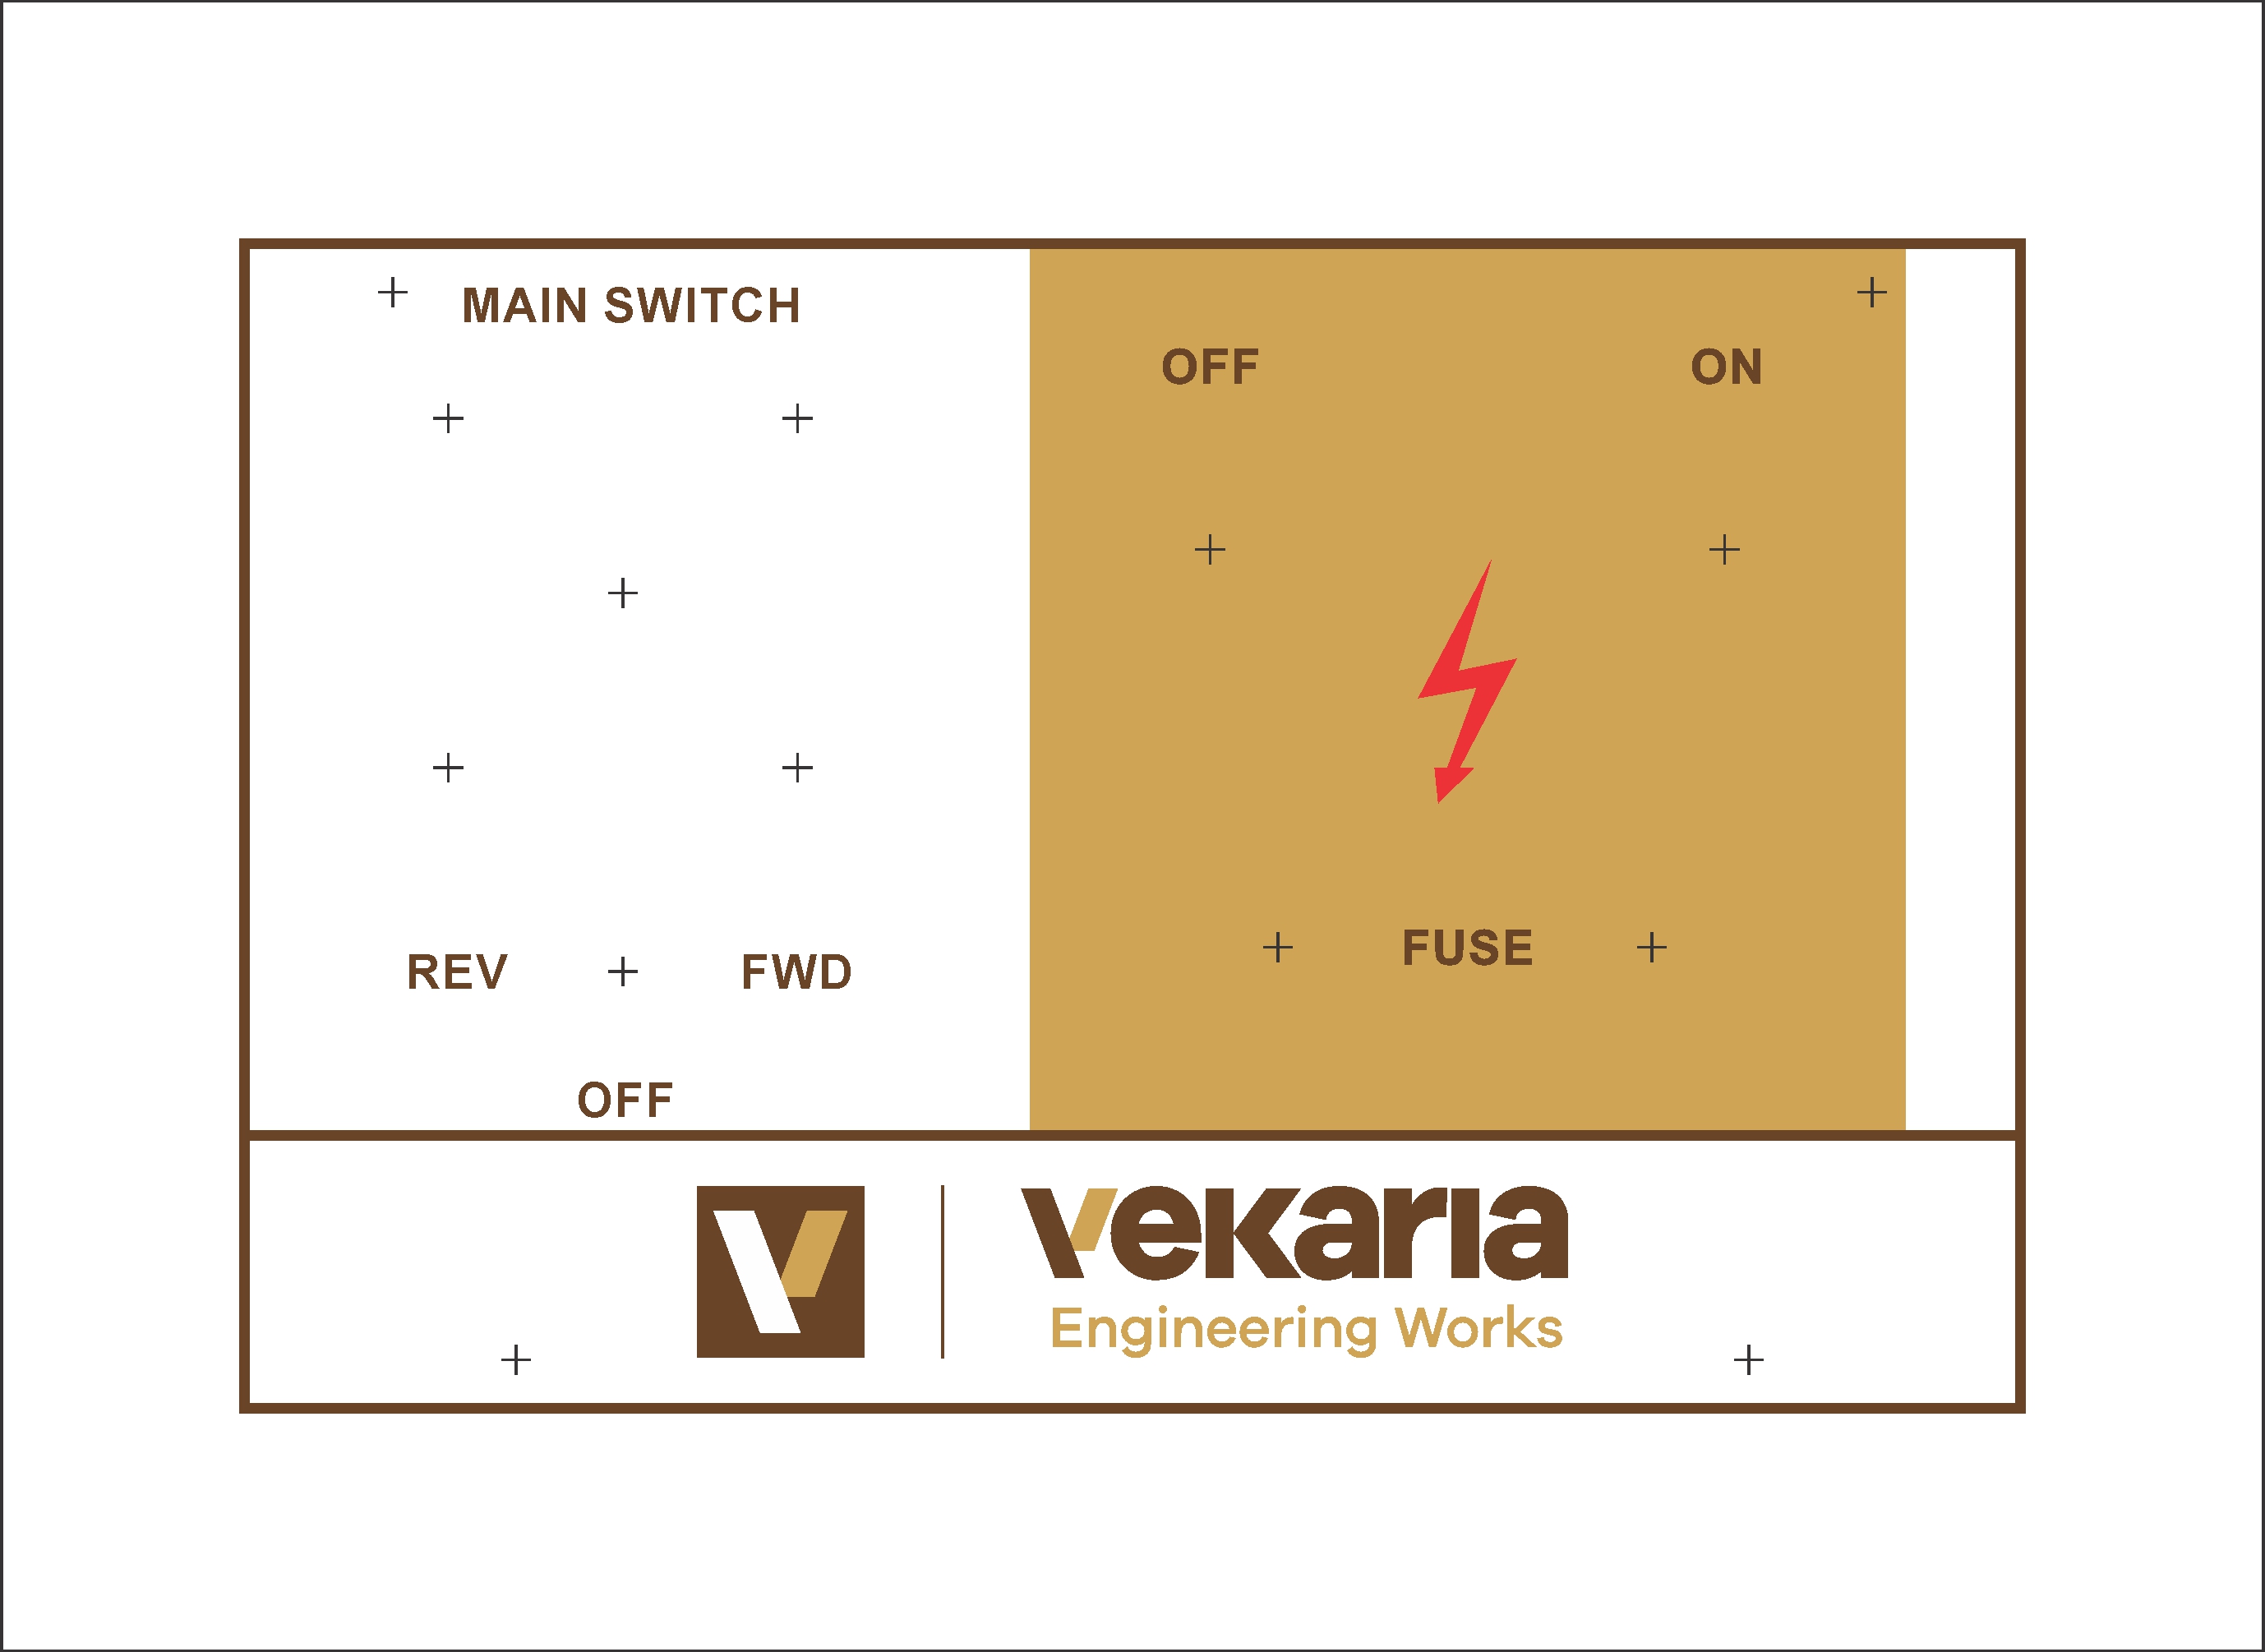 MAIN SWITCH
OFF
ON
REV
FWD
FUSE
OFF
vekaria
Engineering Works